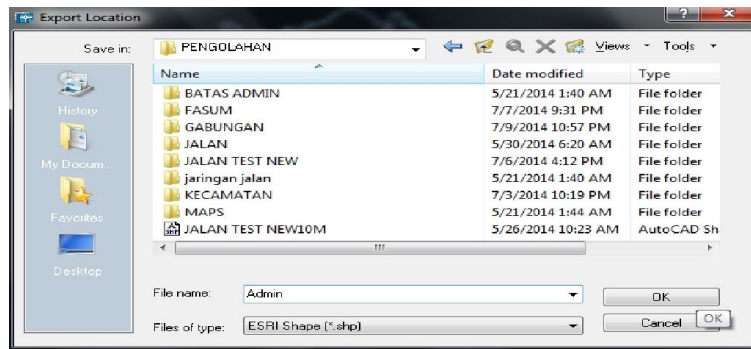 Export Location
Save in: PENGOLAHAN Views Tools
Name Date modified Type
BATAS ADMIN 5/21/2014 1:40 AM File folder
FASUM 7/7/2014 9:31 PM File folder
GABUNGAN 7/9/2014 10:57 PM File folder
JALAN 5/30/2014 6:20 AM File folder
JALAN TEST NEW 7/6/2014 4:12 PM File folder
jaringan jalan 5/21/2014 1:40 AM File folder
KECAMATAN 7/3/2014 10:19 PM File folder
MAPS 5/21/2014 1:44 AM File folder
JALAN TEST NEW10M 5/26/2014 10:23 AM AutoCAD Sh
History
My Docum...
Favorites
Desktop
File name: Admin OK
Files of type: ESRI Shape (*.shp) Cancel OK